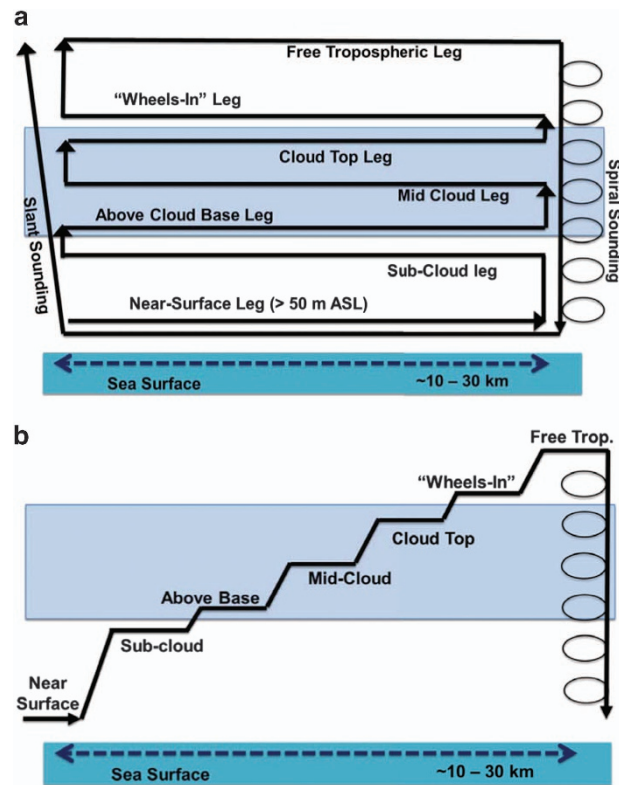 a
Free Tropospheric Leg
“Wheels-In” Leg
Cloud Top Leg
Mid Cloud Leg
Above Cloud Base Leg
Slant Sounding
Spiral Sounding
Sub-Cloud leg
Near-Surface Leg (> 50 m ASL)
Sea Surface
~10 – 30 km
b
Free Trop.
“Wheels-In”
Cloud Top
Mid-Cloud
Above Base
Sub-cloud
Near
Surface
Sea Surface
~10 – 30 km